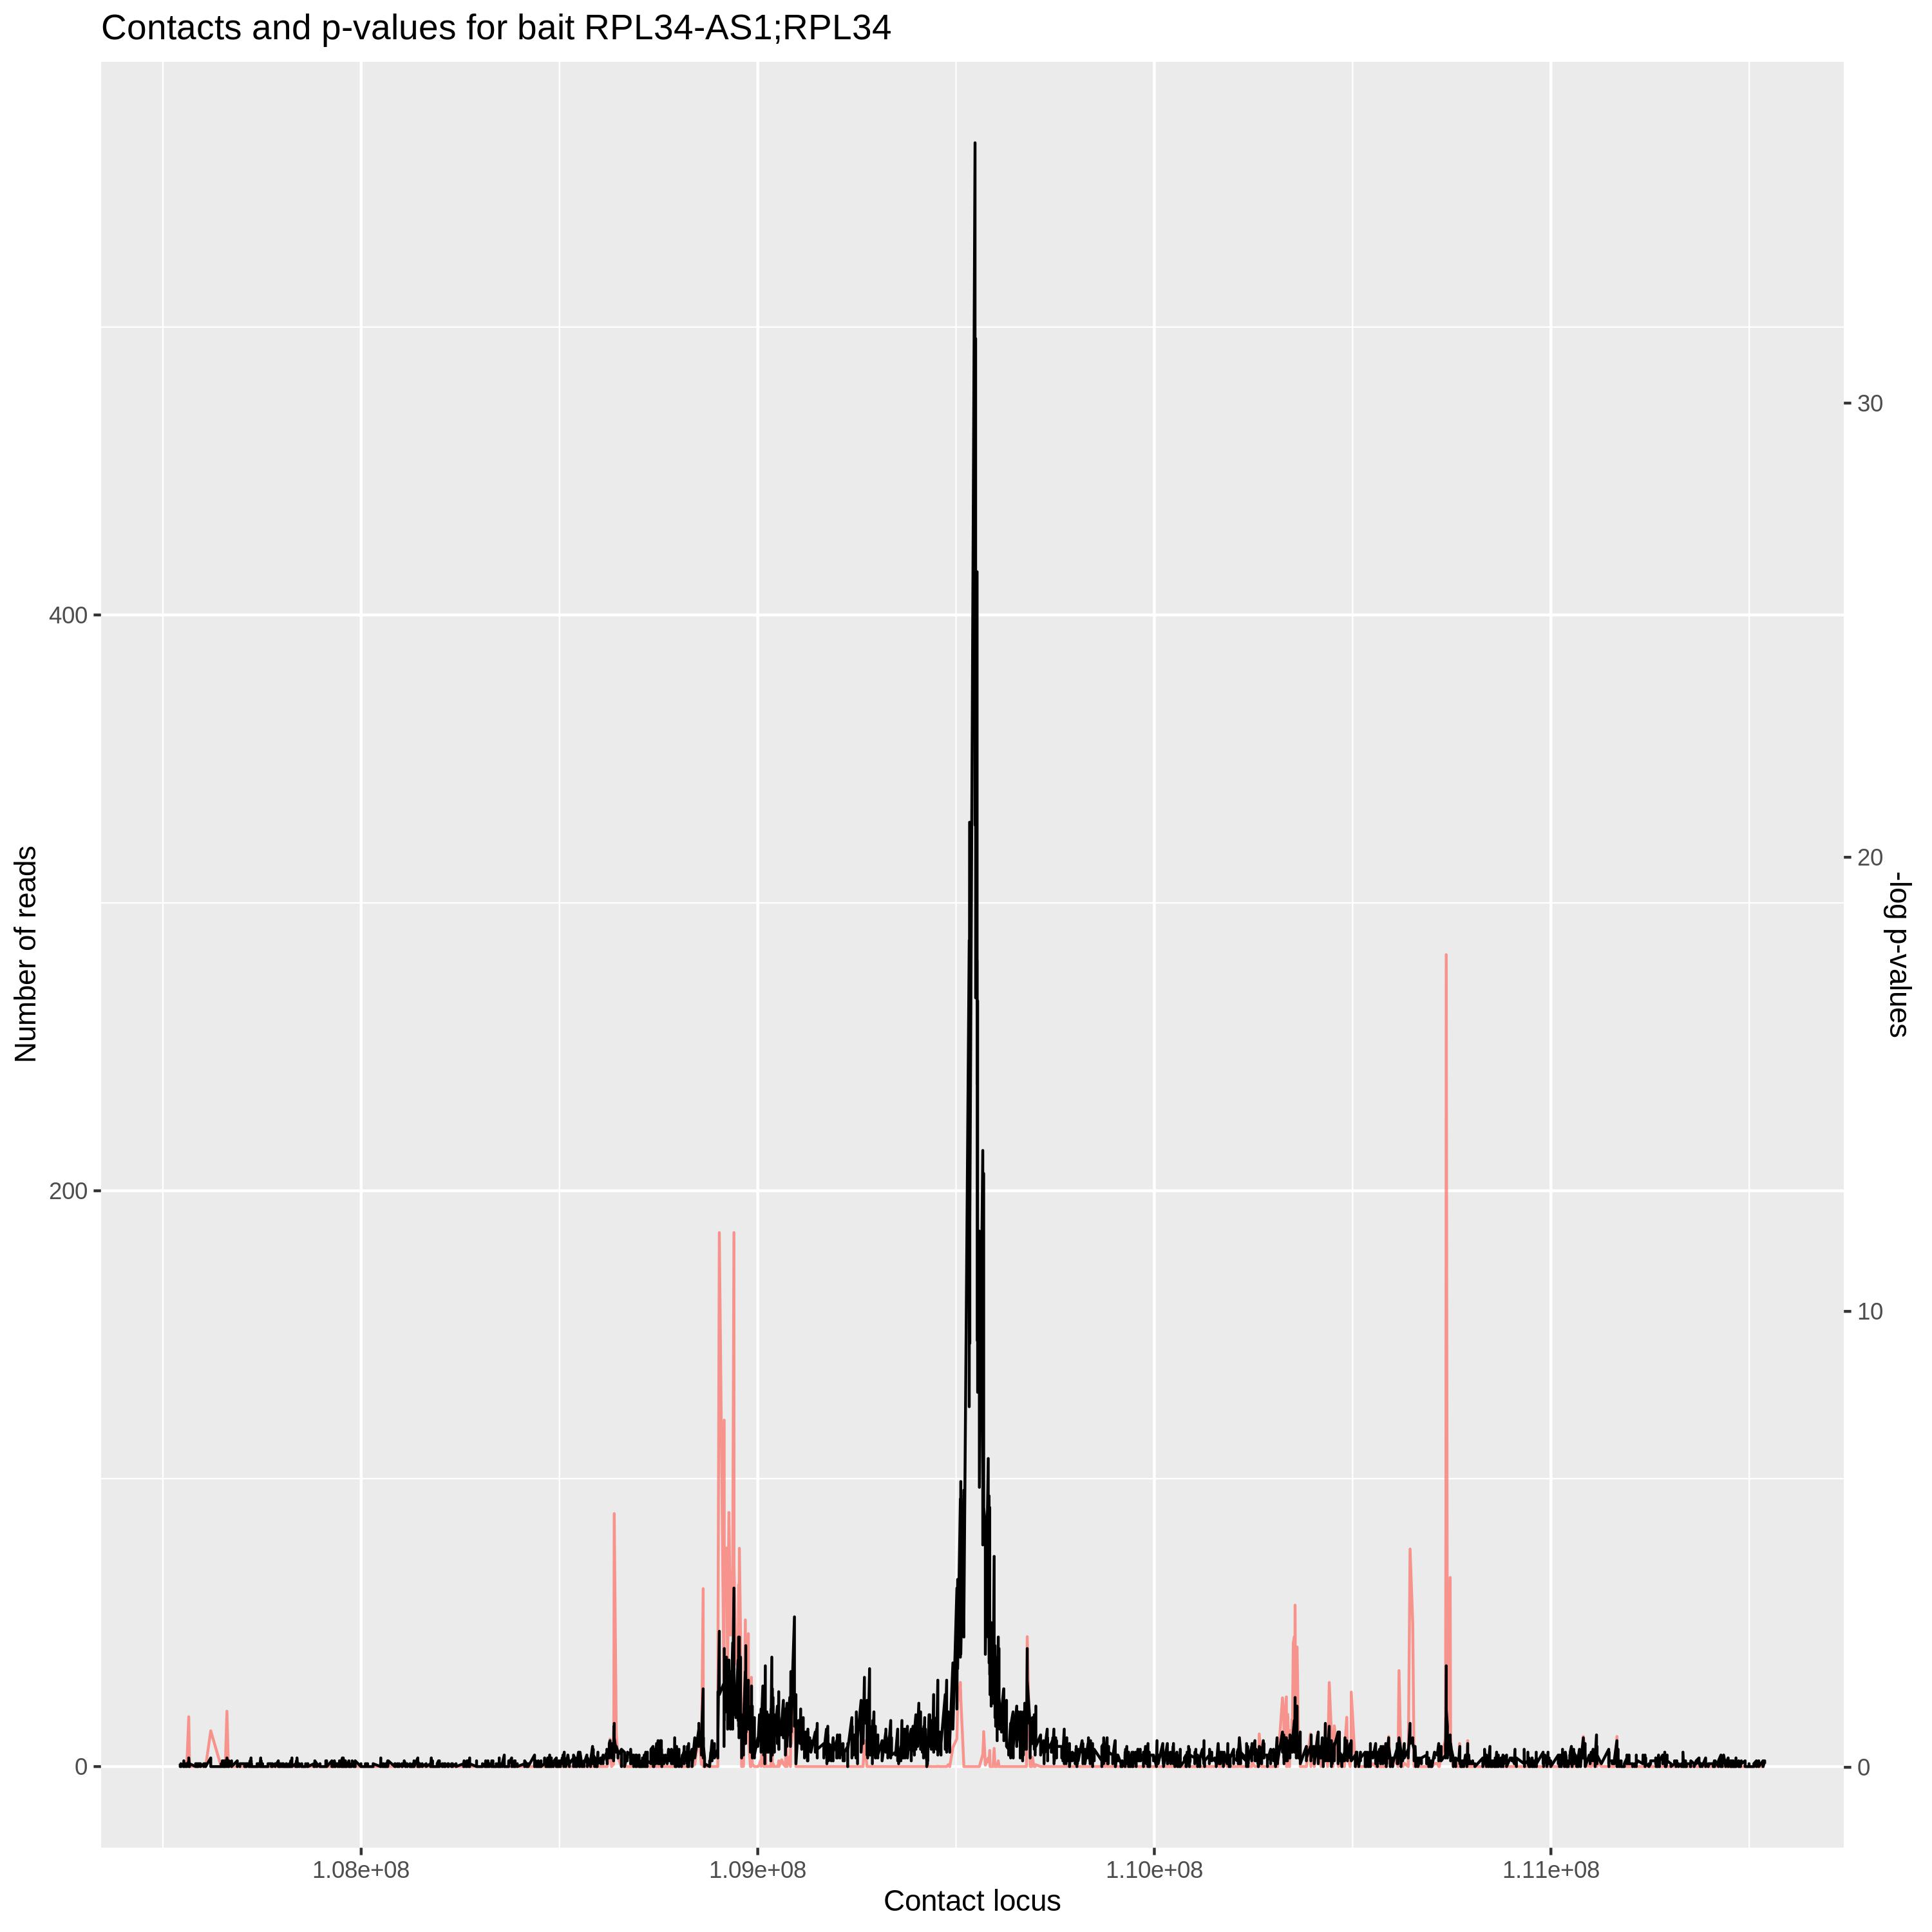 Contacts and p-values for bait RPL34-AS1;RPL34
Number of reads
400
200
0
30
20
10
0
-log p-values
1.08e+08
1.09e+08
1.10e+08
1.11e+08
Contact locus